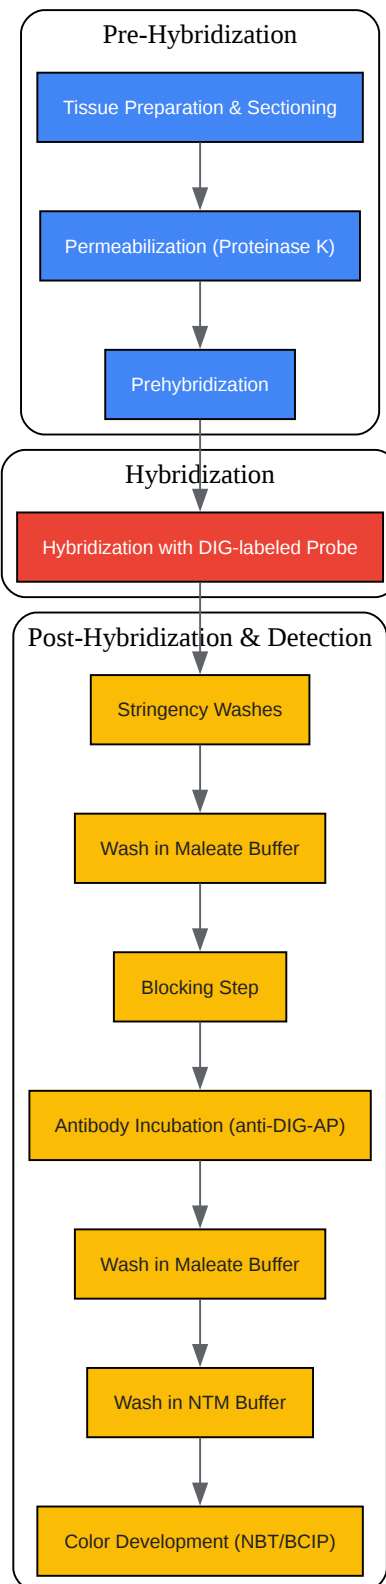 Pre-Hybridization
Tissue Preparation & Sectioning
Permeabilization (Proteinase K)
Prehybridization
Hybridization
Hybridization with DIG-labeled Probe
Post-Hybridization & Detection
Stringency Washes
Wash in Maleate Buffer
Blocking Step
Antibody Incubation (anti-DIG-AP)
Wash in Maleate Buffer
Wash in NTM Buffer
Color Development (NBT/BCIP)